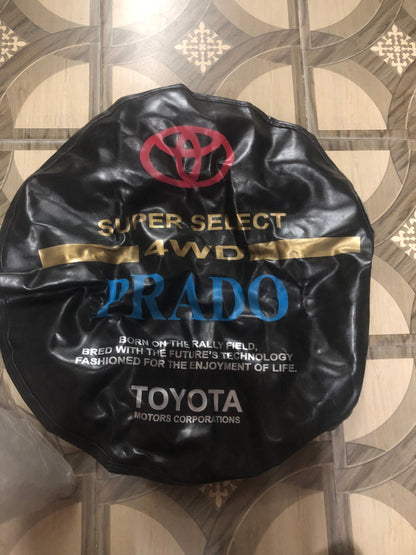 SUPER SELECT
4WD
PRADO
BORN ON THE RALLY FIELD,
BRED WITH THE FUTURE'S TECHNOLOGY
FASHIONED FOR THE ENJOYMENT OF LIFE.
TOYOTA
MOTORS CORPORATIONS